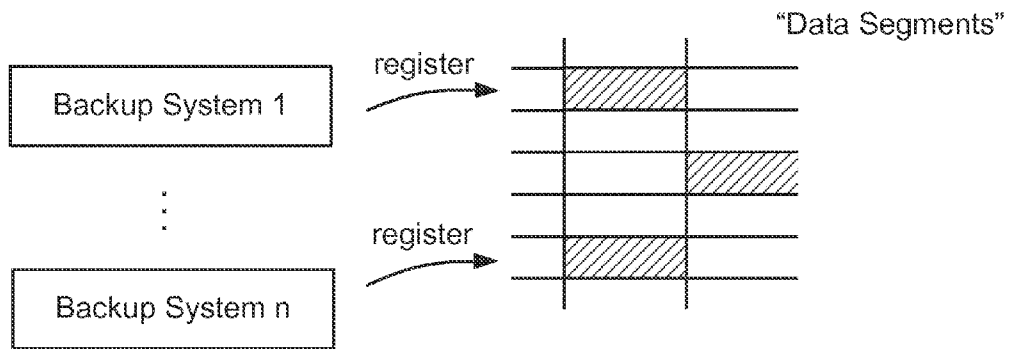 “Data Segments”
register
Backup System 1
register
Backup System n